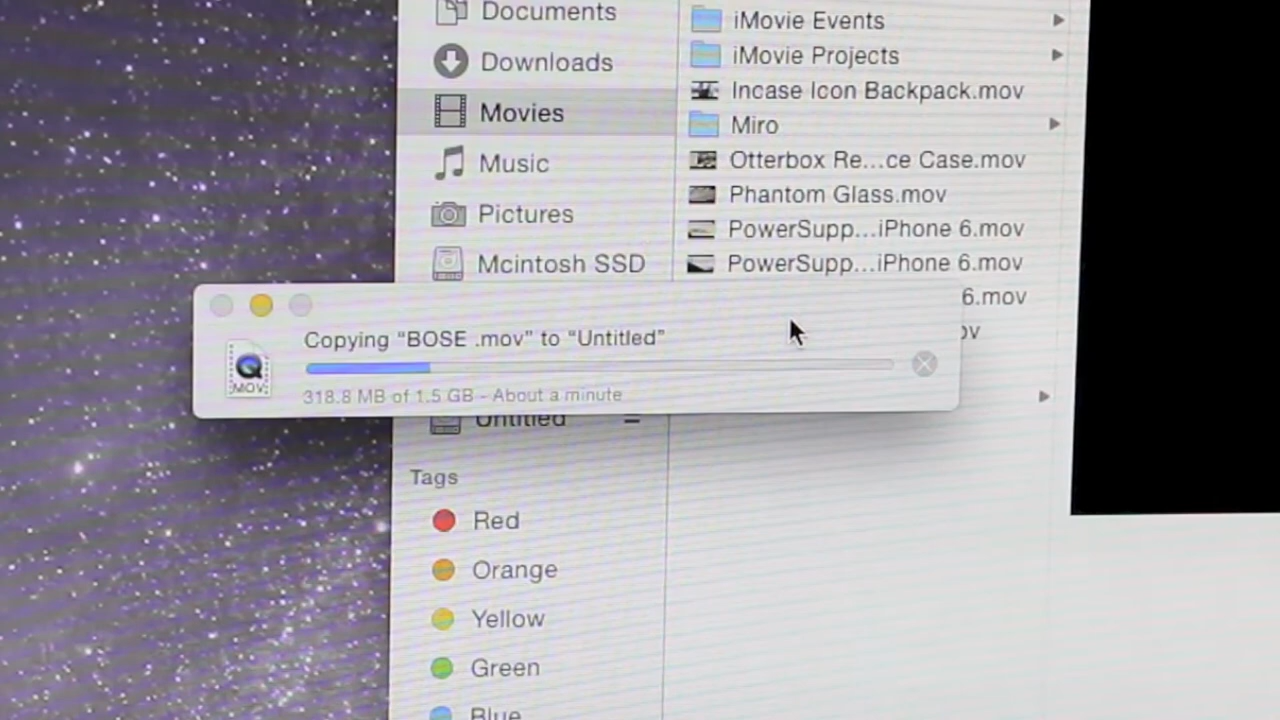 Documents
Downloads
Movies
Music
Pictures
Mcintosh SSD
iMovie Events
iMovie Projects
Incase Icon Backpack.mov
Miro
Otterbox Re...ce Case.mov
Phantom Glass.mov
PowerSupp...iPhone 6.mov
PowerSupp...iPhone 6.mov
6.mov
Copying “BOSE .mov” to “Untitled”
318.8 MB of 1.5 GB - About a minute
MOV
Untitled
Tags
Red
Orange
Yellow
Green
Blue